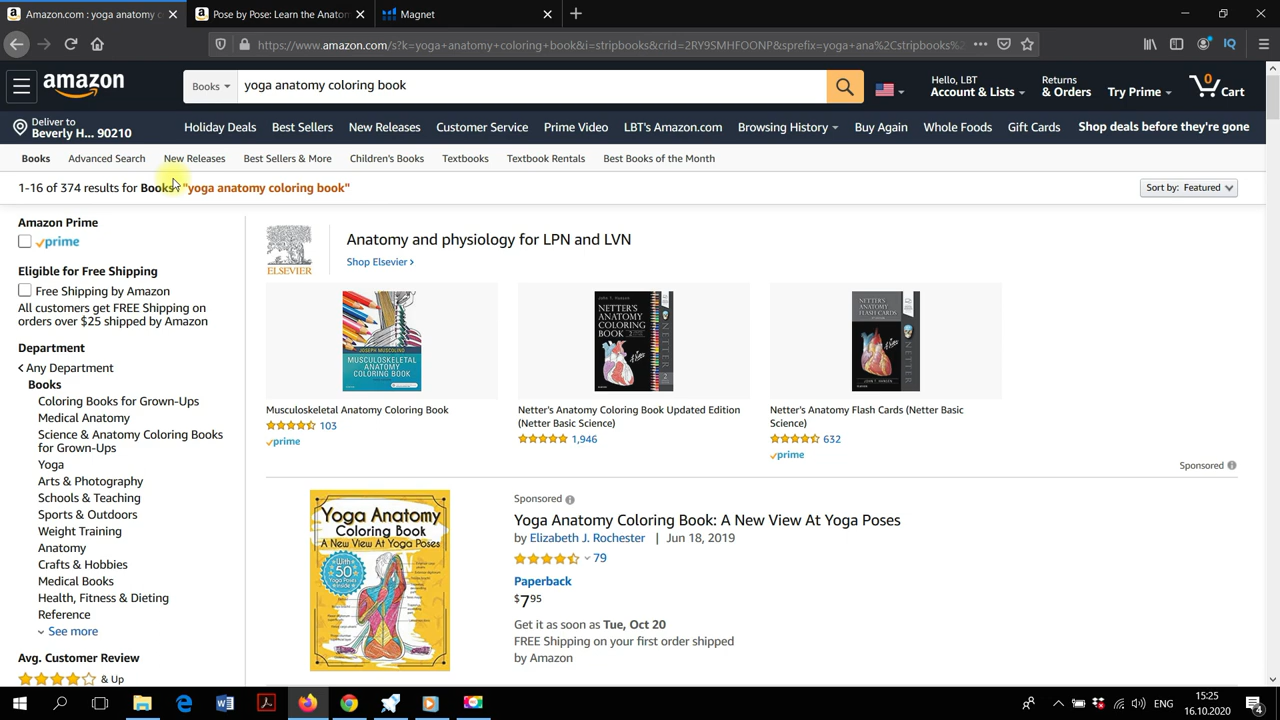 Amazon.com : yoga anatomy c
Pose by Pose: Learn the Anaton
Magnet
https://www.amazon.com/s?k=yoga+anatomy+coloring+book&i=stripbooks&crid=2RY9SMHFOONP&sprefix=yoga+ana%2Cstripbooks%
IQ
amazon
Books
yoga anatomy coloring book
Hello, LBT
Account & Lists
Returns
& Orders
Try Prime
0
Cart
Deliver to
Beverly H... 90210
Holiday Deals
Best Sellers
New Releases
Customer Service
Prime Video
LBT's Amazon.com
Browsing History
Buy Again
Whole Foods
Gift Cards
Shop deals before they're gone
Books
Advanced Search
New Releases
Best Sellers & More
Children's Books
Textbooks
Textbook Rentals
Best Books of the Month
1-16 of 374 results for Books : "yoga anatomy coloring book"
Sort by: Featured
Amazon Prime
prime
Eligible for Free Shipping
Free Shipping by Amazon
All customers get FREE Shipping on
orders over $25 shipped by Amazon
Department
Any Department
Books
Coloring Books for Grown-Ups
Medical Anatomy
Science & Anatomy Coloring Books
for Grown-Ups
Yoga
Arts & Photography
Schools & Teaching
Sports & Outdoors
Weight Training
Anatomy
Crafts & Hobbies
Medical Books
Health, Fitness & Dieting
Reference
See more
Avg. Customer Review
& Up
ELSEVIER
Anatomy and physiology for LPN and LVN
Shop Elsevier ›
JOSEPH MUSCOLINO
MUSCULOSKELETAL
ANATOMY
COLORING BOOK
Musculoskeletal Anatomy Coloring Book
103
prime
John T. Hansen
NETTER'S
ANATOMY
COLORING
BOOK
NETTER
2
Netter's Anatomy Coloring Book Updated Edition
(Netter Basic Science)
1,946
NETTER'S
ANATOMY
FLASH CARDS
JOHN T. HANSEN
NETTER
Netter's Anatomy Flash Cards (Netter Basic
Science)
632
prime
Sponsored
Yoga Anatomy
Coloring Book:
A New View At Yoga Poses
With
50
Yoga Poses
Inside
Sponsored
Yoga Anatomy Coloring Book: A New View At Yoga Poses
by Elizabeth J. Rochester | Jun 18, 2019
79
Paperback
$7.95
Get it as soon as Tue, Oct 20
FREE Shipping on your first order shipped
by Amazon
ENG
15:25
16.10.2020
4